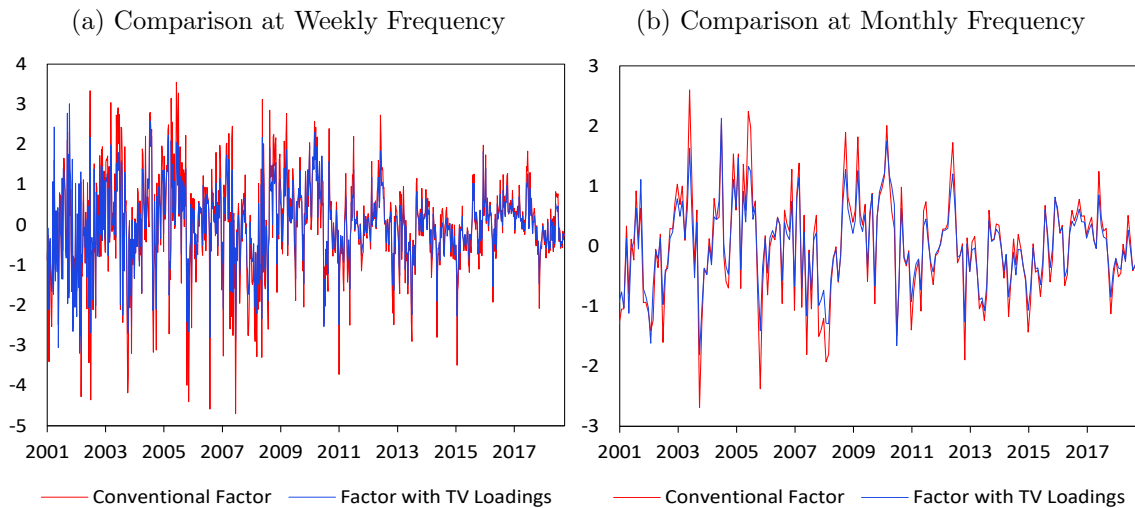 (a) Comparison at Weekly Frequency
4
3
2
1
0
-1
-2
-3
-4
-5
2001 2003 2005 2007 2009 2011 2013 2015 2017
Conventional Factor Factor with TV Loadings
(b) Comparison at Monthly Frequency
3
2
1
0
-1
-2
-3
2001 2003 2005 2007 2009 2011 2013 2015 2017
Conventional Factor Factor with TV Loadings